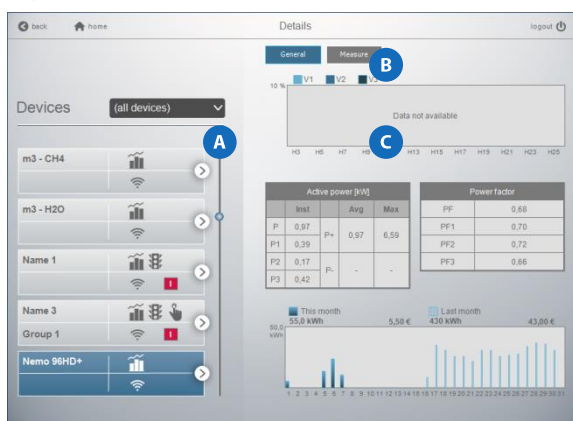 back home Details logout
General Measure B
V1 V2 V3
10 %
Data not available
C
H3 H5 H7 H9 H13 H15 H17 H19 H21 H23 H25
Devices (all devices)
A
m3 - CH4
m3 - H2O
Name 1
I
Name 3
Group 1 I
Nemo 96HD+
Active power [kW]
Inst Avg Max
P 0,97 P+ 0,97 6,59
P1 0,39
P2 0,17 P- - -
P3 0,42
Power factor
PF 0,68
PF1 0,70
PF2 0,72
PF3 0,66
This month Last month
55,0 kWh 5,50 € 430 kWh 43,00 €
50,0
kWh
1 2 3 4 5 6 7 8 9 10 11 12 13 14 15 16 17 18 19 20 21 22 23 24 25 26 27 28 29 30 31